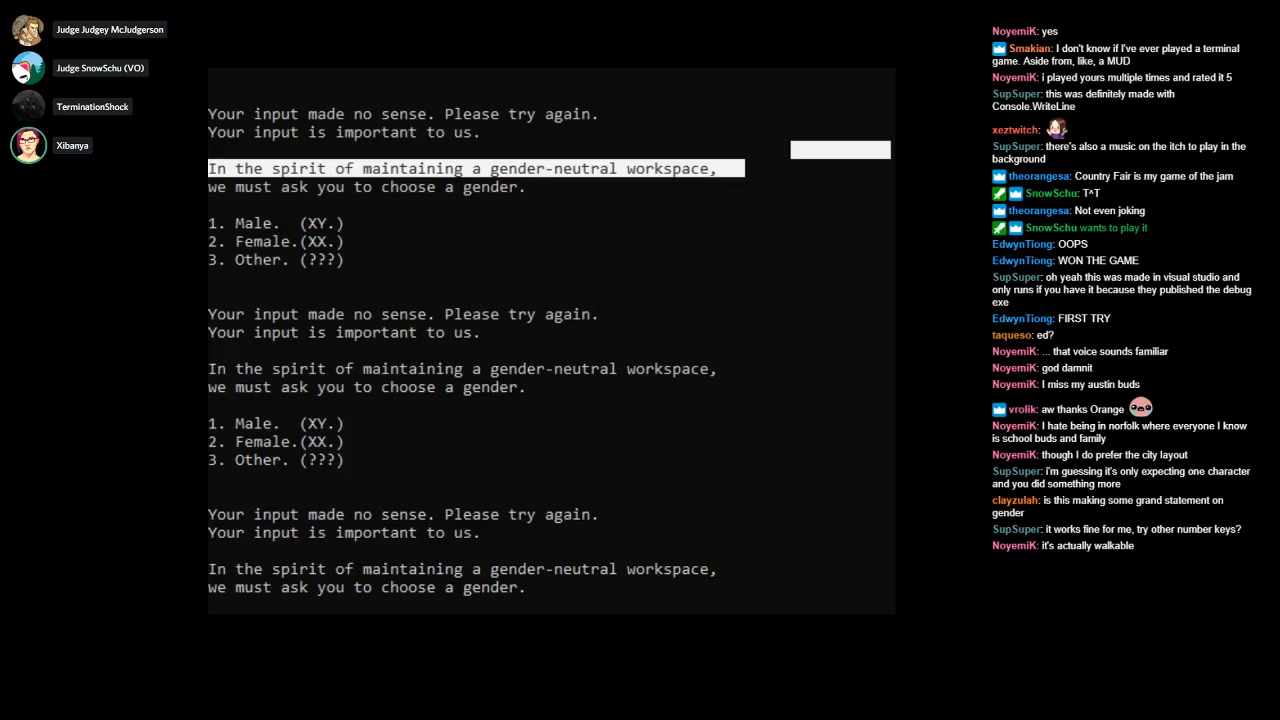 Judge Judgey McJudgerson
Judge SnowSchu (VO)
TerminationShock
Xibanya
Your input made no sense. Please try again.
Your input is important to us.
In the spirit of maintaining a gender-neutral workspace,
we must ask you to choose a gender.
1. Male.  (XY.)
2. Female.(XX.)
3. Other. (???)
Your input made no sense. Please try again.
Your input is important to us.
In the spirit of maintaining a gender-neutral workspace,
we must ask you to choose a gender.
1. Male.  (XY.)
2. Female.(XX.)
3. Other. (???)
Your input made no sense. Please try again.
Your input is important to us.
In the spirit of maintaining a gender-neutral workspace,
we must ask you to choose a gender.
NoyemiK: yes
Smakian: I don't know if I've ever played a terminal
game. Aside from, like, a MUD
NoyemiK: i played yours multiple times and rated it 5
SupSuper: this was definitely made with
Console.WriteLine
xeztwitch:
SupSuper: there's also a music on the itch to play in the
background
theorangesa: Country Fair is my game of the jam
SnowSchu: T^T
theorangesa: Not even joking
SnowSchu wants to play it
EdwynTiong: OOPS
EdwynTiong: WON THE GAME
SupSuper: oh yeah this was made in visual studio and
only runs if you have it because they published the debug
exe
EdwynTiong: FIRST TRY
taqueso: ed?
NoyemiK: ... that voice sounds familiar
NoyemiK: god damnit
NoyemiK: I miss my austin buds
vrolik: aw thanks Orange
NoyemiK: I hate being in norfolk where everyone I know
is school buds and family
NoyemiK: though I do prefer the city layout
SupSuper: i'm guessing it's only expecting one character
and you did something more
clayzulah: is this making some grand statement on
gender
SupSuper: it works fine for me, try other number keys?
NoyemiK: it's actually walkable